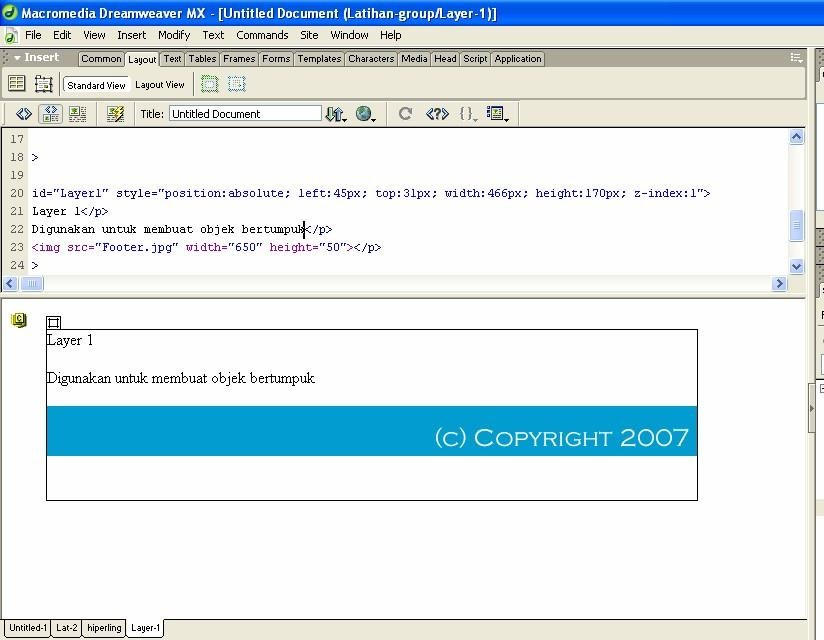 Macromedia Dreamweaver MX - [Untitled Document (Latihan-group/Layer-1)]
File Edit View Insert Modify Text Commands Site Window Help
Insert Common Layout Text Tables Frames Forms Templates Characters Media Head Script Application
Standard View Layout View
Title: Untitled Document
17
18 >
19
20 id="Layer1" style="position:absolute; left:45px; top:31px; width:466px; height:170px; z-index:1">
21 Layer 1</p>
22 Digunakan untuk membuat objek bertumpuk</p>
23 <img src="Footer.jpg" width="650" height="50"></p>
24 >
Layer 1
Digunakan untuk membuat objek bertumpuk
(c) Copyright 2007
Untitled-1 Lat-2 hiperling Layer-1